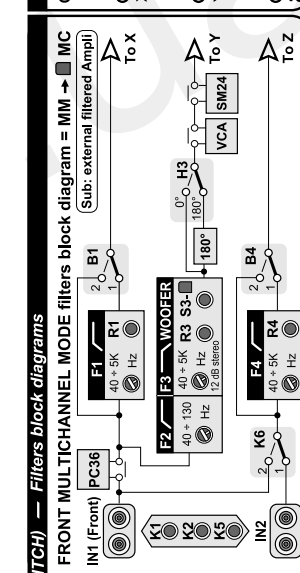 ITCH) — Filters block diagrams
FRONT MULTICHANNEL MODE filters block diagram = MM → MC
Sub: external filtered Ampli
IN1 (Front)
PC36
F1
40 ÷ 5K
Hz
R1
B1
2
1
To X
K1
K2
K5
F2
40 ÷ 130
Hz
F3
WOOFER
40 ÷ 5K
Hz
R3
S3-
12 dB stereo
180°
H3
0°
180°
VCA
SM24
To Y
IN2
K6
2
1
F4
40 ÷ 5K
Hz
R4
B4
2
1
To Z